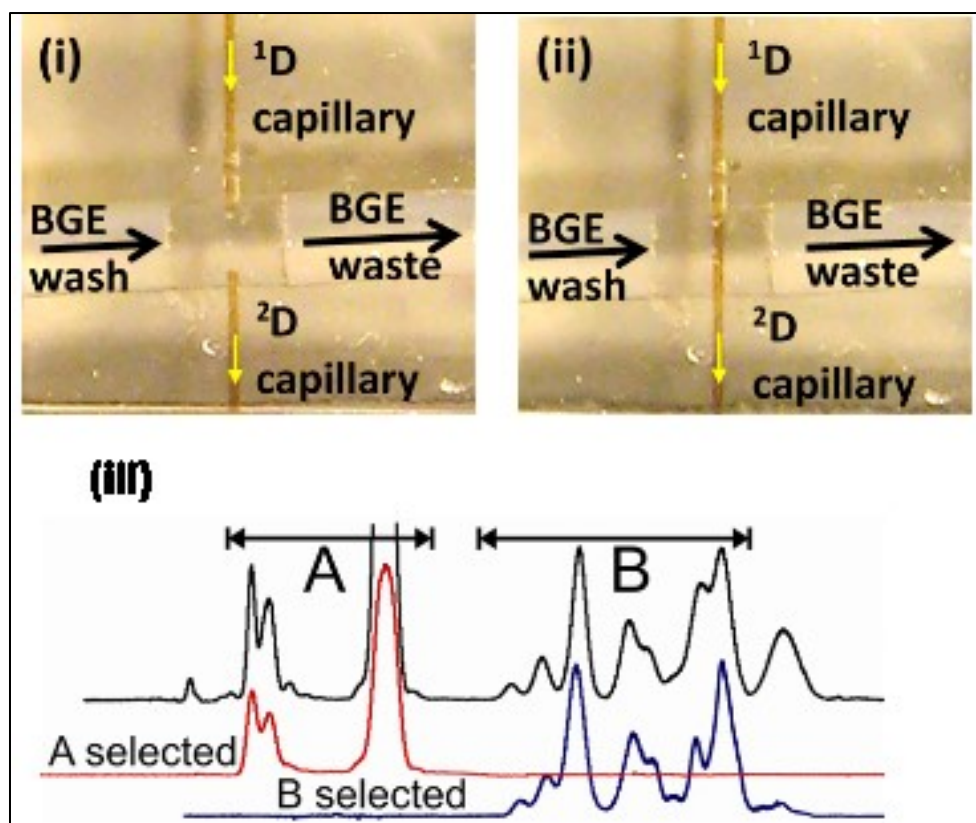 (i)
¹D
capillary
BGE
wash
BGE
waste
²D
capillary
(ii)
¹D
capillary
BGE
wash
BGE
waste
²D
capillary
(iii)
A
B
A selected
B selected